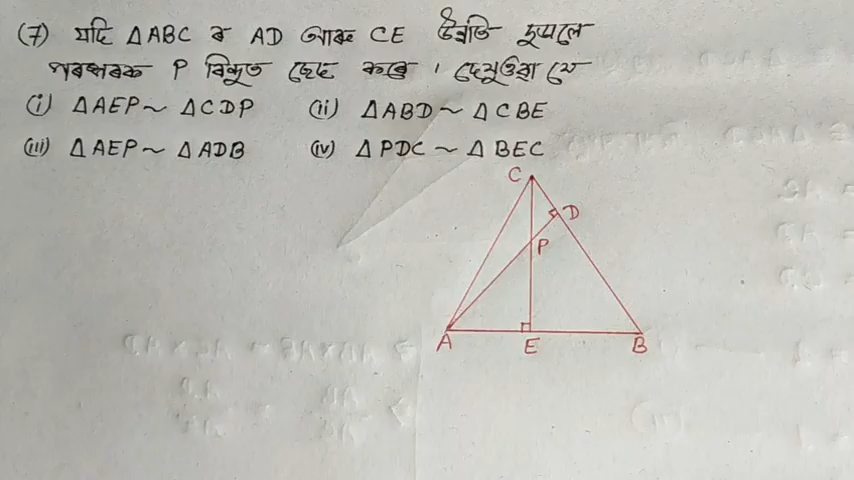 (7) যদি ΔABC ৰ AD আৰু CE উন্নতি দুডালে
পৰস্পৰক P বিন্দুত ছেদ কৰে । দেখুওৱা যে
(i) ΔAEP ~ ΔCDP (ii) ΔABD ~ ΔCBE
(iii) ΔAEP ~ ΔADB (iv) ΔPDC ~ ΔBEC
C
D
P
A E B